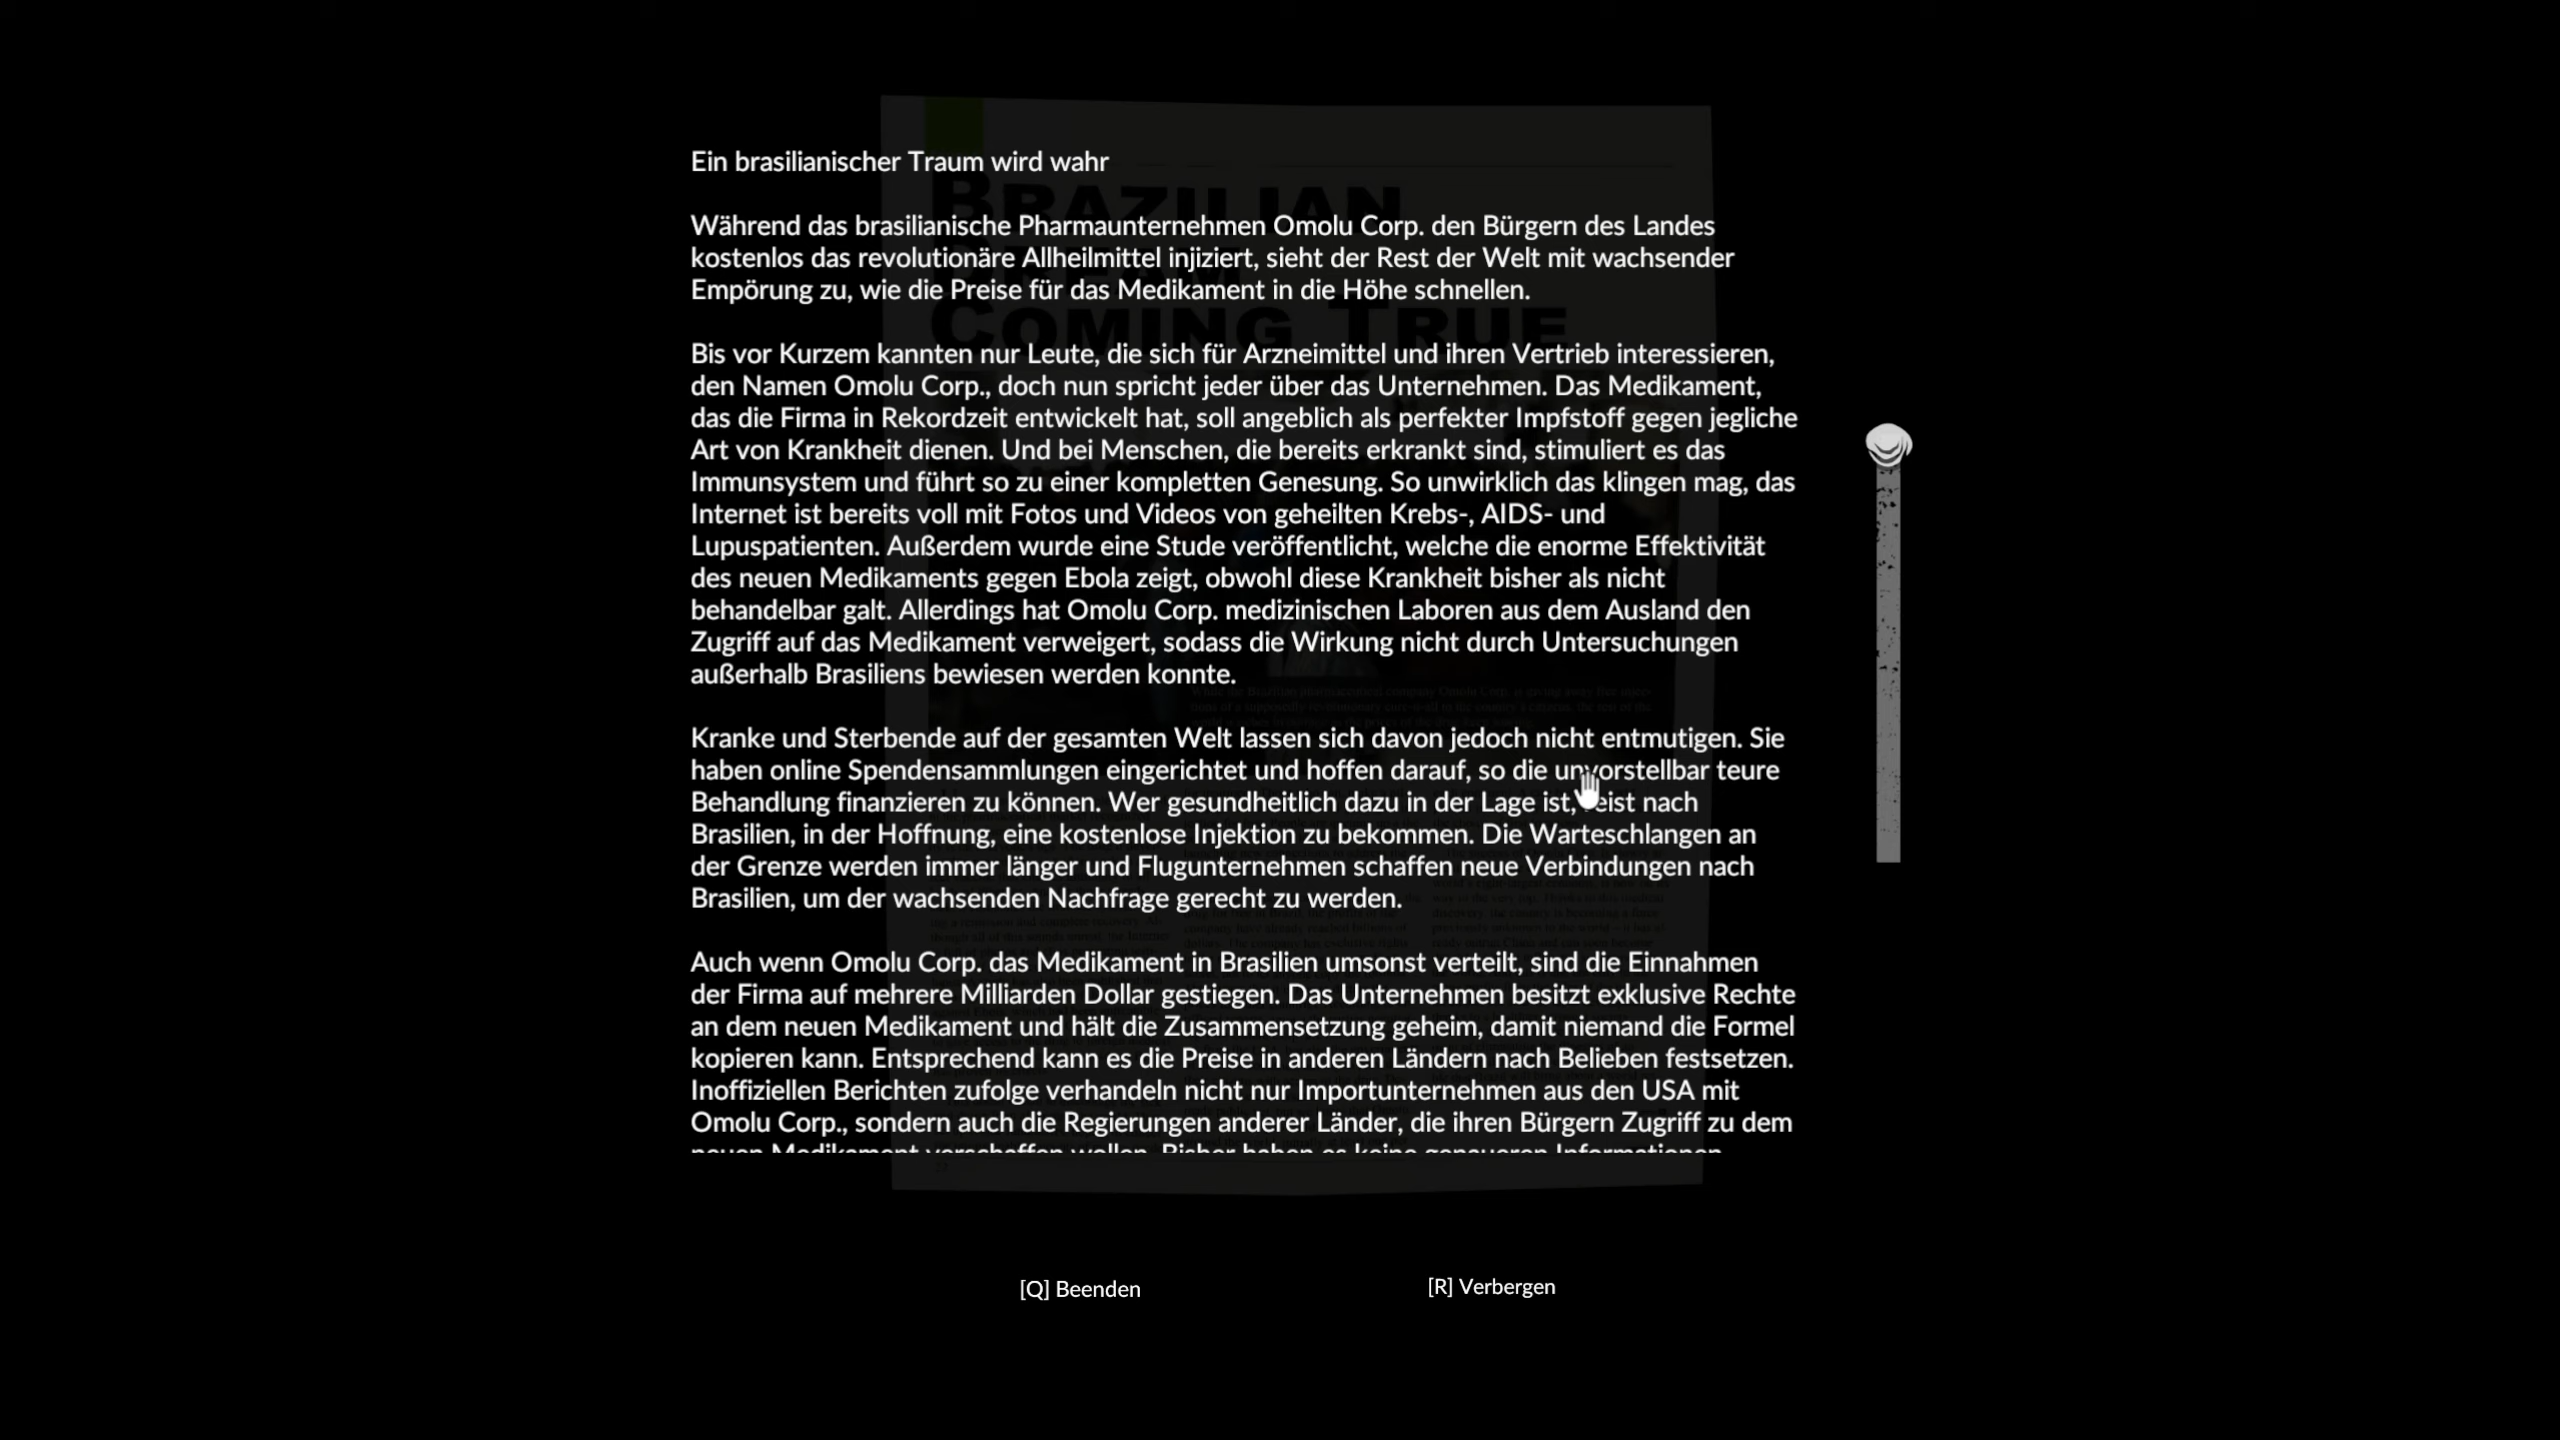 Ein brasilianischer Traum wird wahr
Während das brasilianische Pharmaunternehmen Omolu Corp. den Bürgern des Landes
kostenlos das revolutionäre Allheilmittel injiziert, sieht der Rest der Welt mit wachsender
Empörung zu, wie die Preise für das Medikament in die Höhe schnellen.
Bis vor Kurzem kannten nur Leute, die sich für Arzneimittel und ihren Vertrieb interessieren,
den Namen Omolu Corp., doch nun spricht jeder über das Unternehmen. Das Medikament,
das die Firma in Rekordzeit entwickelt hat, soll angeblich als perfekter Impfstoff gegen jegliche
Art von Krankheit dienen. Und bei Menschen, die bereits erkrankt sind, stimuliert es das
Immunsystem und führt so zu einer kompletten Genesung. So unwirklich das klingen mag, das
Internet ist bereits voll mit Fotos und Videos von geheilten Krebs-, AIDS- und
Lupuspatienten. Außerdem wurde eine Stude veröffentlicht, welche die enorme Effektivität
des neuen Medikaments gegen Ebola zeigt, obwohl diese Krankheit bisher als nicht
behandelbar galt. Allerdings hat Omolu Corp. medizinischen Laboren aus dem Ausland den
Zugriff auf das Medikament verweigert, sodass die Wirkung nicht durch Untersuchungen
außerhalb Brasiliens bewiesen werden konnte.
Kranke und Sterbende auf der gesamten Welt lassen sich davon jedoch nicht entmutigen. Sie
haben online Spendensammlungen eingerichtet und hoffen darauf, so die unvorstellbar teure
Behandlung finanzieren zu können. Wer gesundheitlich dazu in der Lage ist, reist nach
Brasilien, in der Hoffnung, eine kostenlose Injektion zu bekommen. Die Warteschlangen an
der Grenze werden immer länger und Flugunternehmen schaffen neue Verbindungen nach
Brasilien, um der wachsenden Nachfrage gerecht zu werden.
Auch wenn Omolu Corp. das Medikament in Brasilien umsonst verteilt, sind die Einnahmen
der Firma auf mehrere Milliarden Dollar gestiegen. Das Unternehmen besitzt exklusive Rechte
an dem neuen Medikament und hält die Zusammensetzung geheim, damit niemand die Formel
kopieren kann. Entsprechend kann es die Preise in anderen Ländern nach Belieben festsetzen.
Inoffiziellen Berichten zufolge verhandeln nicht nur Importunternehmen aus den USA mit
Omolu Corp., sondern auch die Regierungen anderer Länder, die ihren Bürgern Zugriff zu dem
neuen Medikament verschaffen wollen. Bisher haben es keine genaueren Informationen
BRAZILIAN
DREAM
COMING TRUE
[Q] Beenden
[R] Verbergen